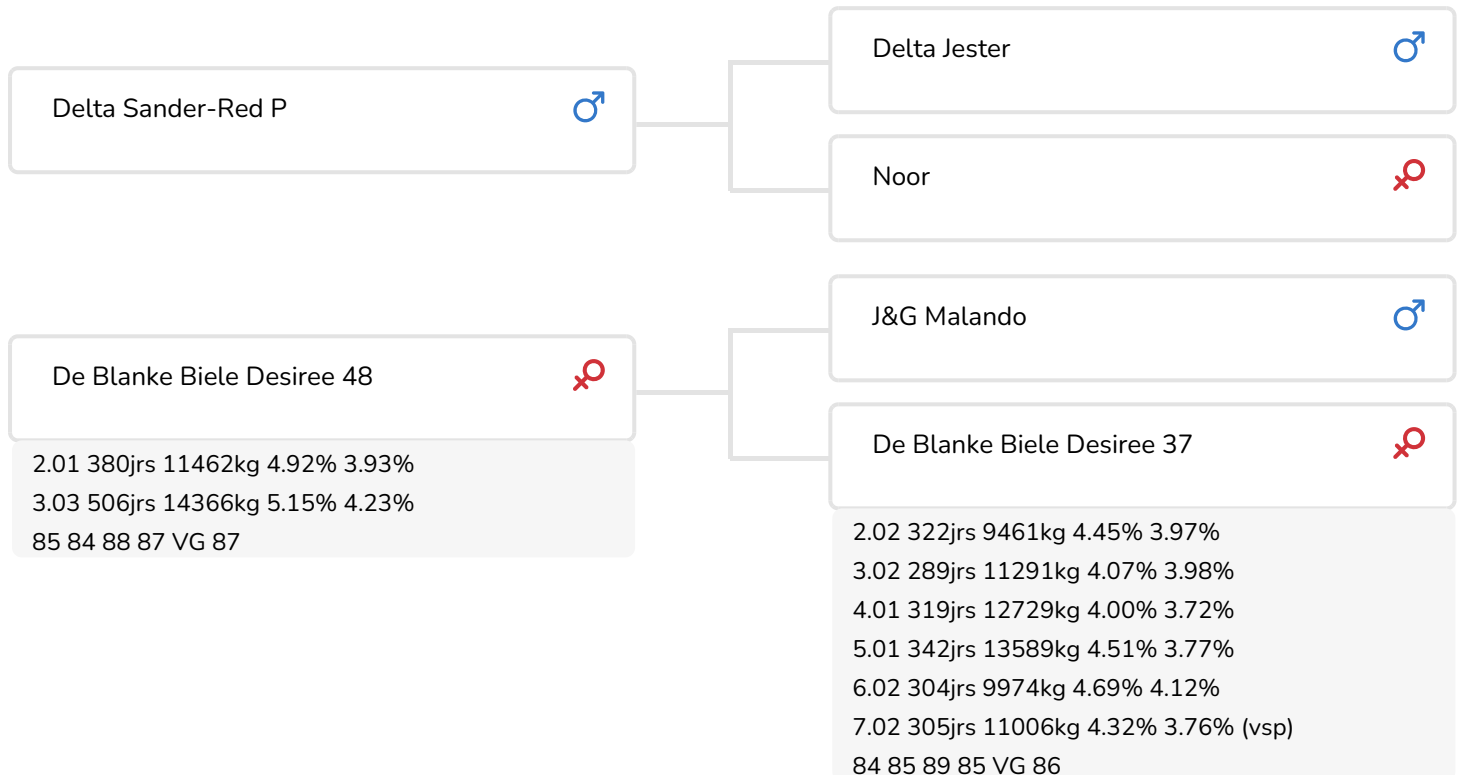 Delta Jester
Delta Sander-Red P
Noor
J&G Malando
De Blanke Biele Desiree 48
2.01 380jrs 11462kg 4.92% 3.93%
3.03 506jrs 14366kg 5.15% 4.23%
85 84 88 87 VG 87
De Blanke Biele Desiree 37
2.02 322jrs 9461kg 4.45% 3.97%
3.02 289jrs 11291kg 4.07% 3.98%
4.01 319jrs 12729kg 4.00% 3.72%
5.01 342jrs 13589kg 4.51% 3.77%
6.02 304jrs 9974kg 4.69% 4.12%
7.02 305jrs 11006kg 4.32% 3.76% (vsp)
84 85 89 85 VG 86